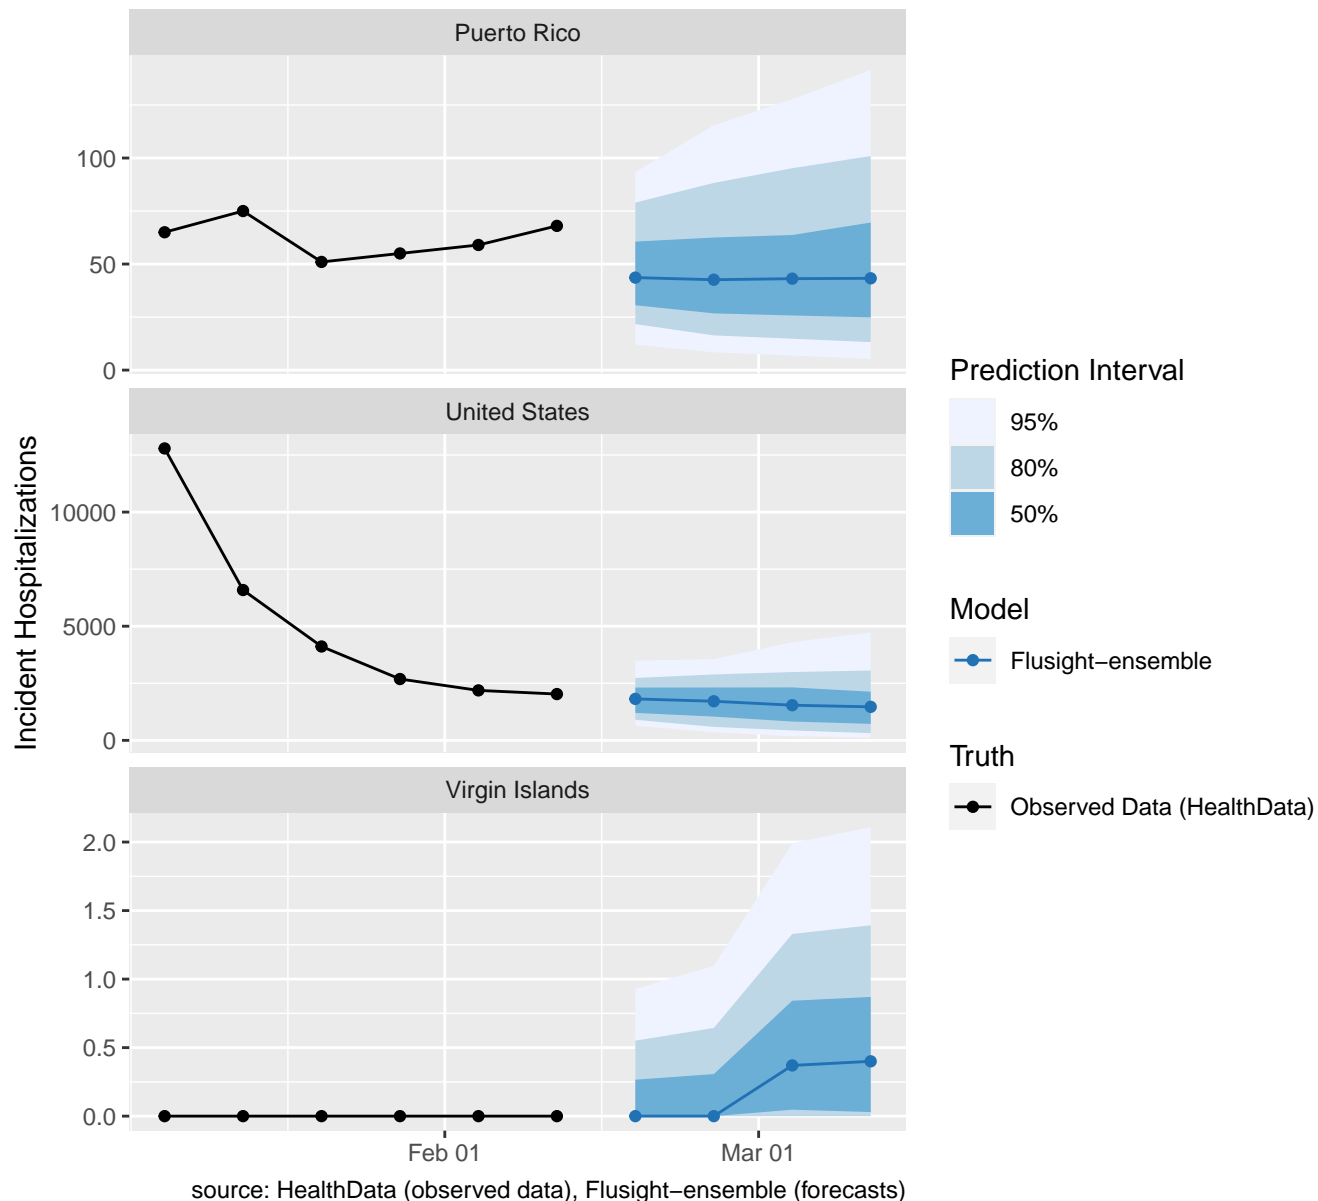 Puerto Rico
100
50
0
United States
10000
5000
0
Virgin Islands
2.0
1.5
1.0
0.5
0.0
Feb 01
Mar 01
Incident Hospitalizations
source: HealthData (observed data), Flusight−ensemble (forecasts)
Prediction Interval
95%
80%
50%
Model
Flusight−ensemble
Truth
Observed Data (HealthData)